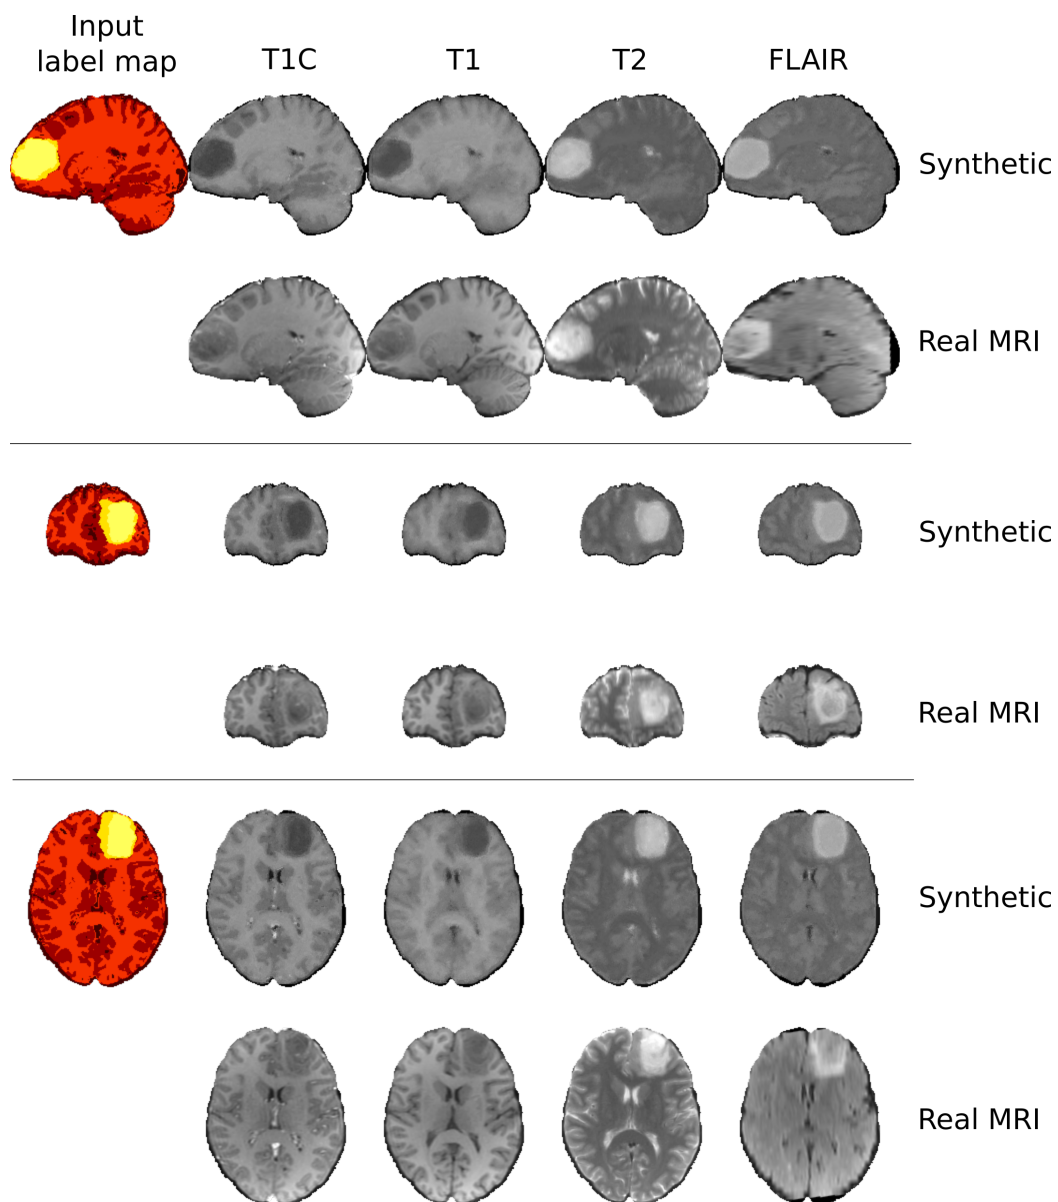 Input
label map
T1C
T1
T2
FLAIR
Synthetic
Real MRI
Synthetic
Real MRI
Synthetic
Real MRI